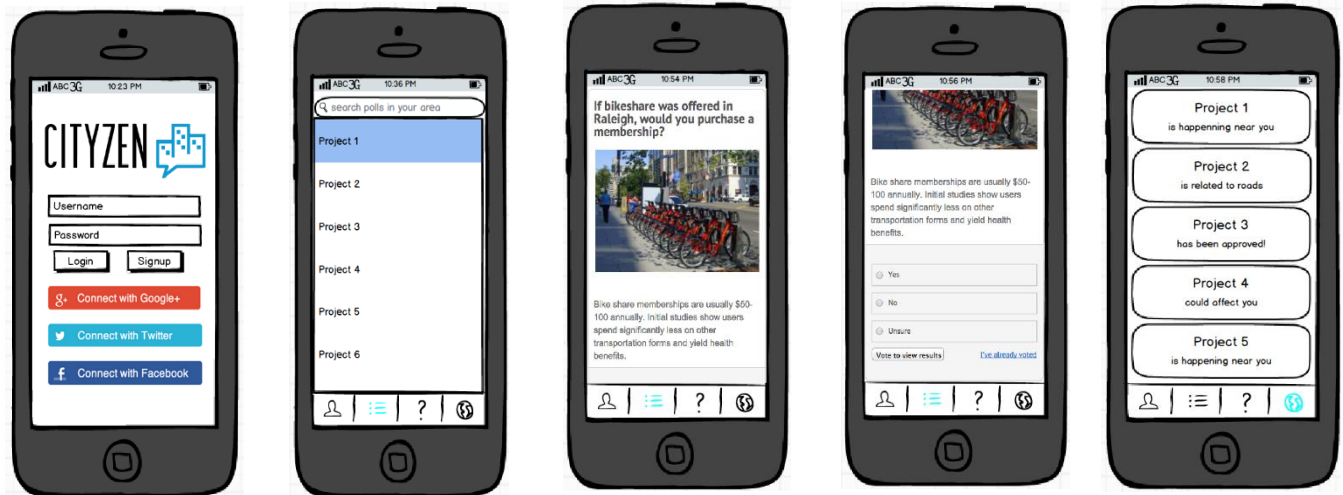 ABC 3G 10:23 PM
CITYZEN
Username
Password
Login Signup
g+ Connect with Google+
Connect with Twitter
f Connect with Facebook
ABC 3G 10:36 PM
search polls in your area
Project 1
Project 2
Project 3
Project 4
Project 5
Project 6
?
ABC 3G 10:54 PM
If bikeshare was offered in
Raleigh, would you purchase a
membership?
Bike share memberships are usually $50-
100 annually. Initial studies show users
spend significantly less on other
transportation forms and yield health
benefits.
?
ABC 3G 10:56 PM
Bike share memberships are usually $50-
100 annually. Initial studies show users
spend significantly less on other
transportation forms and yield health
benefits.
Yes
No
Unsure
Vote to view results I've already voted
?
ABC 3G 10:58 PM
Project 1
is happenning near you
Project 2
is related to roads
Project 3
has been approved!
Project 4
could affect you
Project 5
is happening near you
?